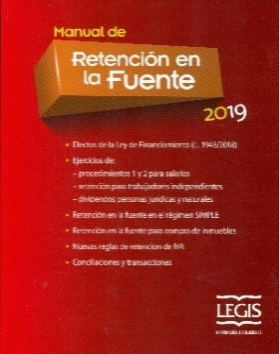 Manual de
Retención en
la Fuente
2019
• Efectos de la Ley de Financiamiento (L. 1943/2018)
• Ejercicios de:
– procedimientos 1 y 2 para salarios
– retención para trabajadores independientes
– dividendos personas jurídicas y naturales
• Retención en la fuente en el régimen SIMPLE
• Retención en la fuente para compra de inmuebles
• Nuevas reglas de retención de IVA
• Conciliaciones y transacciones
LEGIS